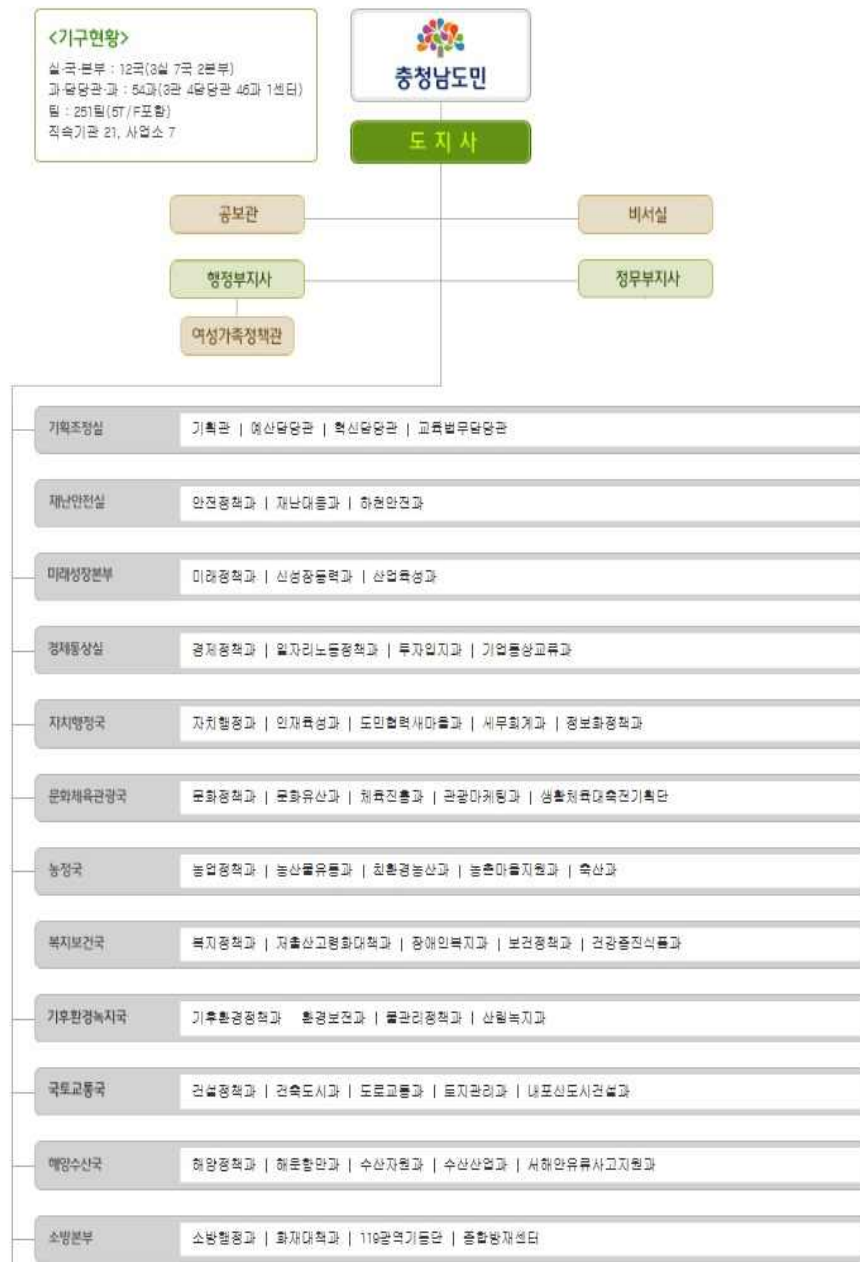 <기구현황>
실·국·본부 : 12국(3실 7국 2본부)
과·담당관·과 : 54과(3관 4담당관 46과 1센터)
팀 : 251팀(5T/F포함)
직속기관 21, 사업소 7
충청남도민
도 지 사
공보관
비서실
행정부지사
정무부지사
여성가족정책관
기획조정실
기획관 | 예산담당관 | 혁신담당관 | 교육법무담당관
재난안전실
안전정책과 | 재난대응과 | 하천안전과
미래성장본부
미래정책과 | 신성장동력과 | 산업육성과
경제통상실
경제정책과 | 일자리노동정책과 | 투자입지과 | 기업통상교류과
자치행정국
자치행정과 | 인재육성과 | 도민협력새마을과 | 세무회계과 | 정보화정책과
문화체육관광국
문화정책과 | 문화유산과 | 체육진흥과 | 관광마케팅과 | 생활체육대축전기획단
농정국
농업정책과 | 농산물유통과 | 친환경농산과 | 농촌마을지원과 | 축산과
복지보건국
복지정책과 | 저출산고령화대책과 | 장애인복지과 | 보건정책과 | 건강증진식품과
기후환경녹지국
기후환경정책과 환경보전과 | 물관리정책과 | 산림녹지과
국토교통국
건설정책과 | 건축도시과 | 도로교통과 | 토지관리과 | 내포신도시건설과
해양수산국
해양정책과 | 해운항만과 | 수산자원과 | 수산산업과 | 서해안유류사고지원과
소방본부
소방행정과 | 화재대책과 | 119광역기동단 | 종합방재센터